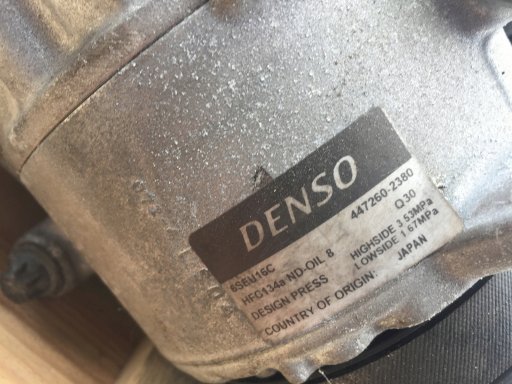 DENSO
447260-2380
6SEU16C Q30
HFC134a ND-OIL 8 HIGHSIDE 3.53MPa
DESIGN PRESS LOWSIDE 1.67MPa
COUNTRY OF ORIGIN: JAPAN